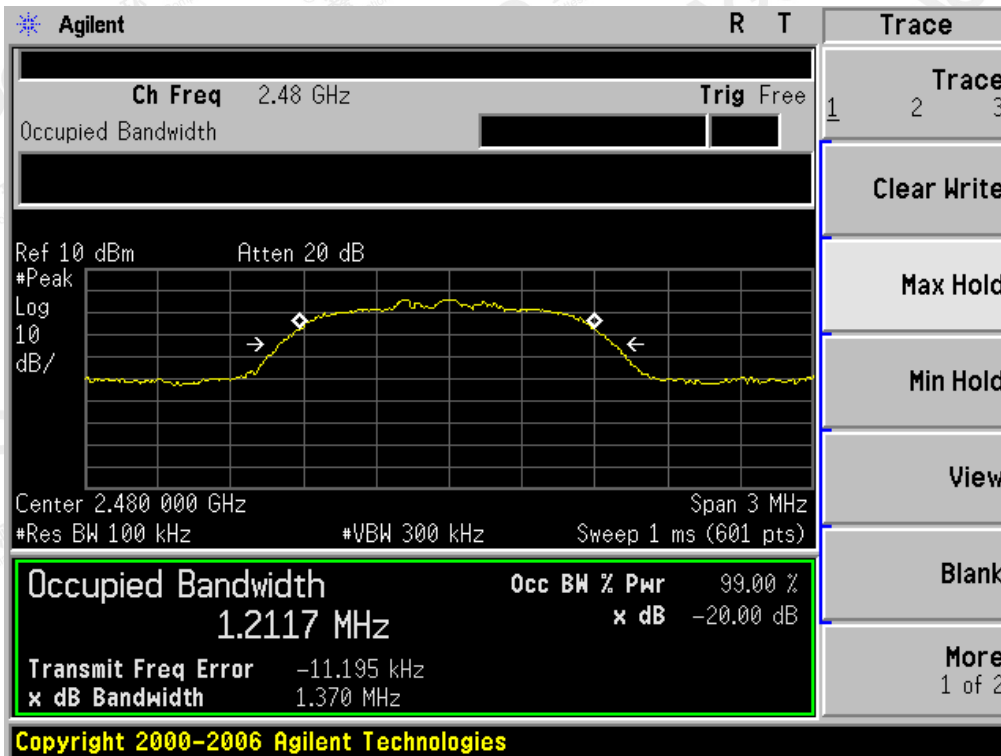 Agilent R T Trace
Ch Freq 2.48 GHz Trig Free
Occupied Bandwidth
Trace
1 2 3
Clear Write
Max Hold
Min Hold
View
Blank
More
1 of 2
Ref 10 dBm Atten 20 dB
#Peak
Log
10
dB/
Center 2.480 000 GHz Span 3 MHz
#Res BW 100 kHz #VBW 300 kHz Sweep 1 ms (601 pts)
Occupied Bandwidth Occ BW % Pwr 99.00 %
1.2117 MHz x dB -20.00 dB
Transmit Freq Error -11.195 kHz
x dB Bandwidth 1.370 MHz
Copyright 2000-2006 Agilent Technologies